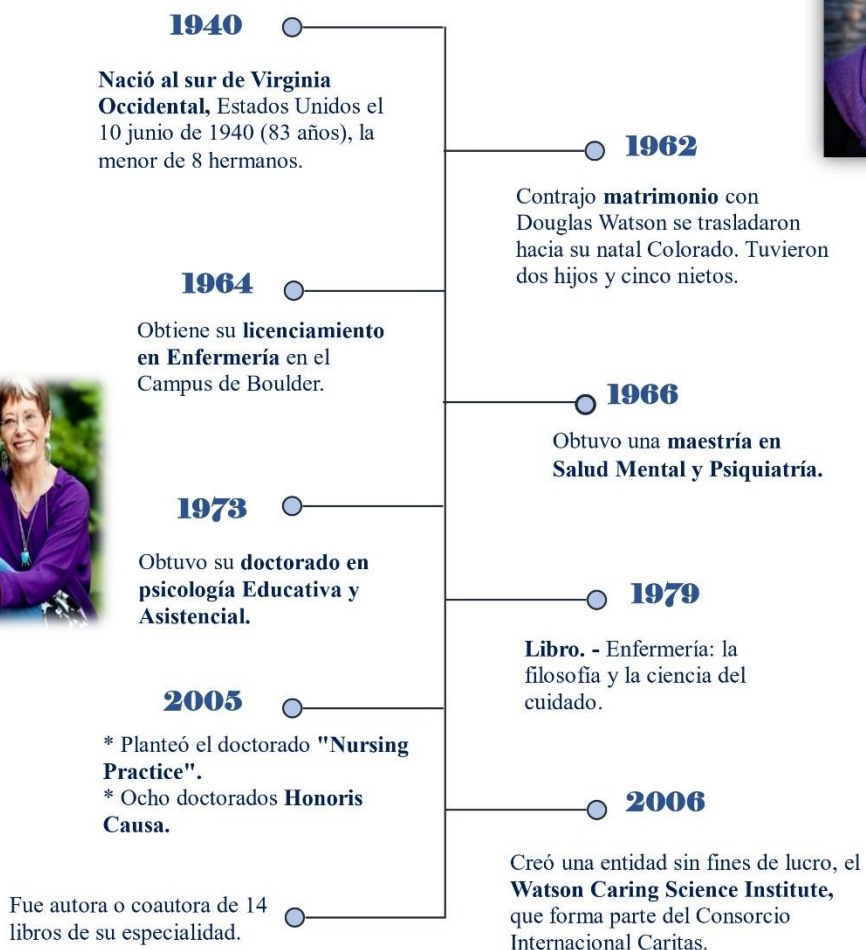 1940
Nació al sur de Virginia
Occidental, Estados Unidos el
10 junio de 1940 (83 años), la
menor de 8 hermanos.
1962
Contrajo matrimonio con
Douglas Watson se trasladaron
hacia su natal Colorado. Tuvieron
dos hijos y cinco nietos.
1964
Obtiene su licenciamiento
en Enfermería en el
Campus de Boulder.
1966
Obtuvo una maestría en
Salud Mental y Psiquiatría.
1973
Obtuvo su doctorado en
psicología Educativa y
Asistencial.
1979
Libro. - Enfermería: la
filosofía y la ciencia del
cuidado.
2005
* Planteó el doctorado "Nursing
Practice".
* Ocho doctorados Honoris
Causa.
2006
Creó una entidad sin fines de lucro, el
Watson Caring Science Institute,
que forma parte del Consorcio
Internacional Caritas.
Fue autora o coautora de 14
libros de su especialidad.